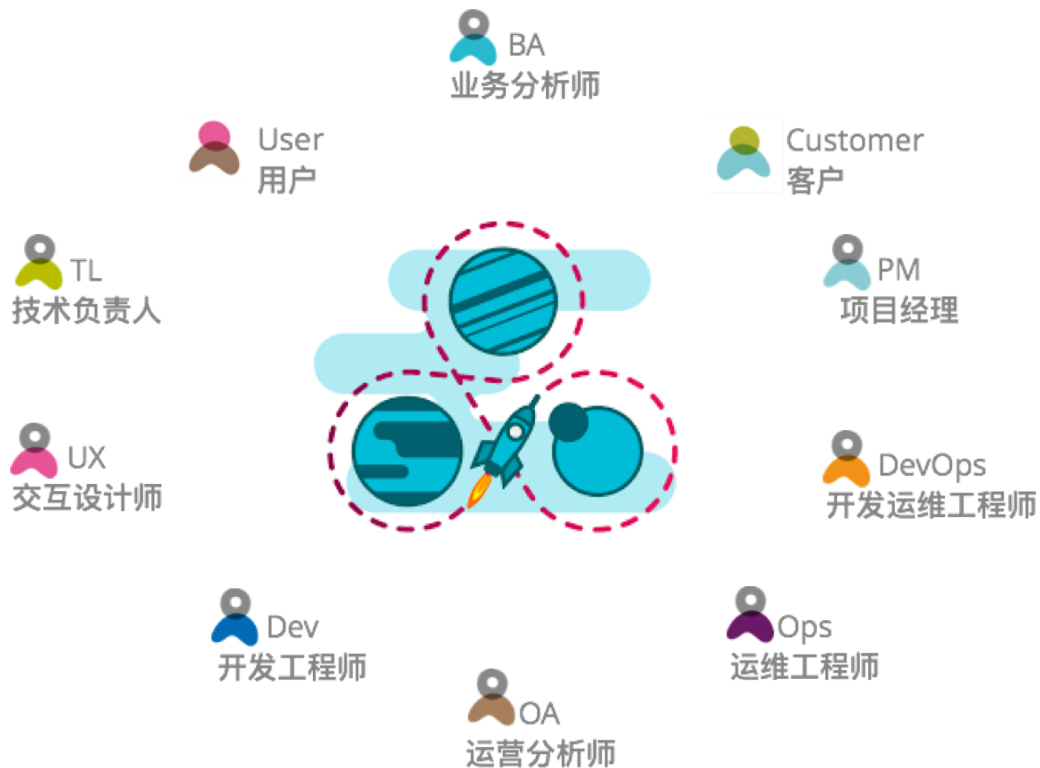 BA
业务分析师
User
用户
Customer
客户
TL
技术负责人
PM
项目经理
UX
交互设计师
DevOps
开发运维工程师
Dev
开发工程师
Ops
运维工程师
OA
运营分析师